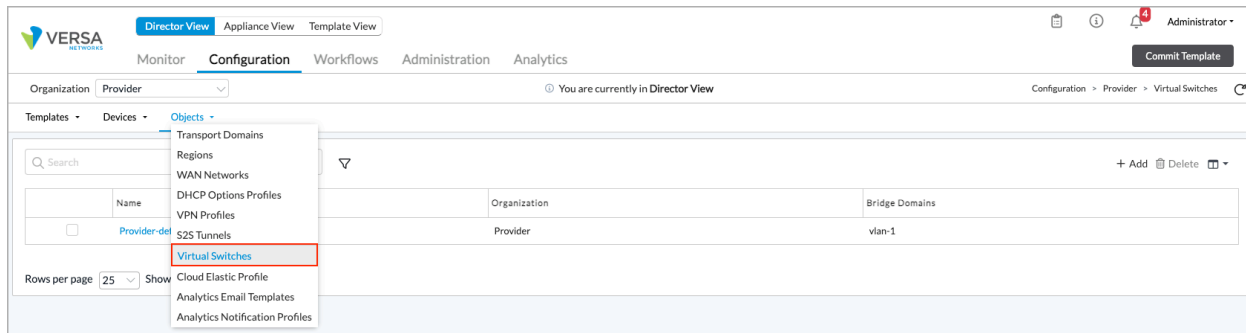 VERSA
NETWORKS
Director View Appliance View Template View
4
Administrator
Monitor Configuration Workflows Administration Analytics
Commit Template
Organization Provider
You are currently in Director View
Configuration > Provider > Virtual Switches
Templates Devices Objects
Transport Domains
Search
Regions
WAN Networks
+ Add Delete
DHCP Options Profiles
Name Organization Bridge Domains
VPN Profiles
Provider-def Provider vlan-1
S2S Tunnels
Virtual Switches
Rows per page 25 Show
Cloud Elastic Profile
Analytics Email Templates
Analytics Notification Profiles